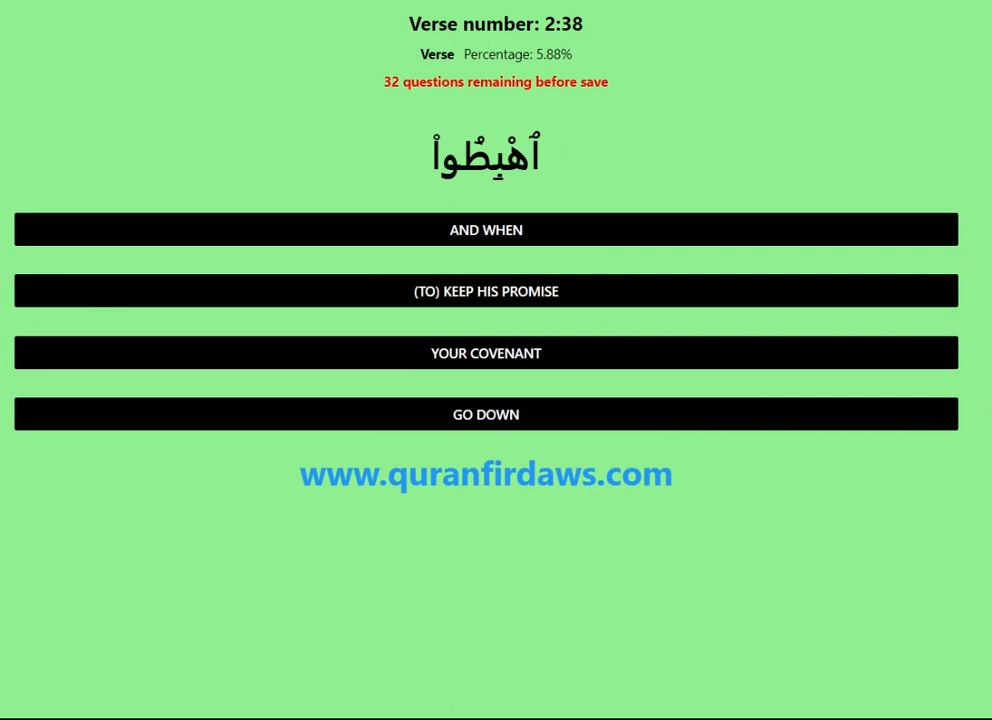 Verse number: 2:38
Verse Percentage: 5.88%
32 questions remaining before save
ٱهْبِطُوا۟
AND WHEN
(TO) KEEP HIS PROMISE
YOUR COVENANT
GO DOWN
www.quranfirdaws.com